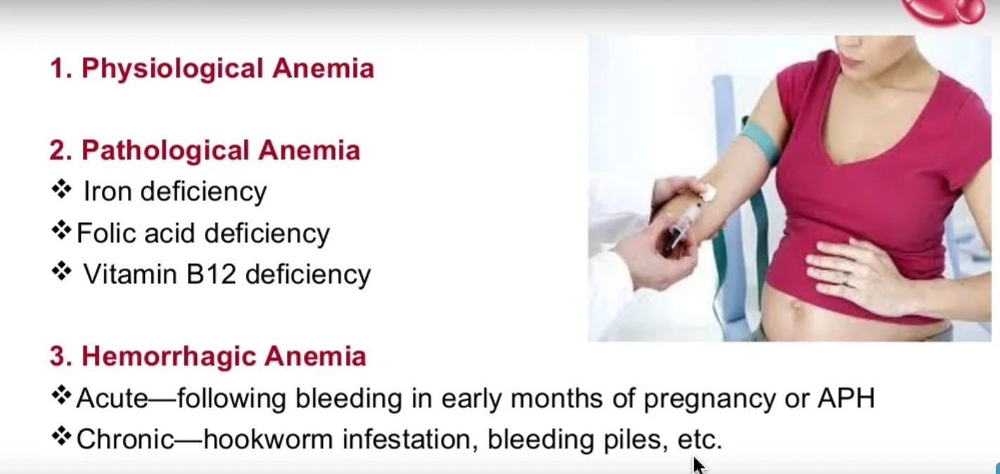 1. Physiological Anemia
2. Pathological Anemia
❖ Iron deficiency
❖Folic acid deficiency
❖ Vitamin B12 deficiency
3. Hemorrhagic Anemia
❖Acute—following bleeding in early months of pregnancy or APH
❖Chronic—hookworm infestation, bleeding piles, etc.